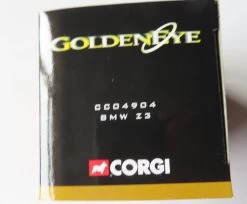 GOLDENEYE
CC04904
BMW Z3
CORGI